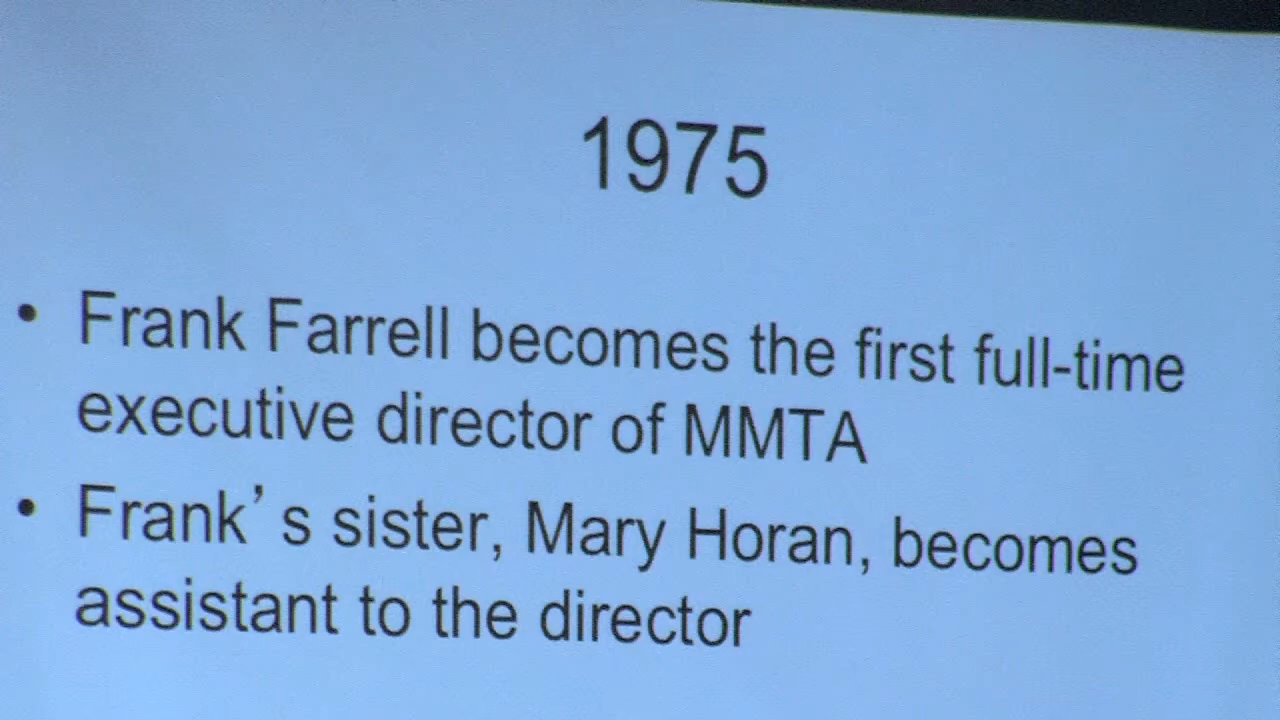 1975
• Frank Farrell becomes the first full-time
executive director of MMTA
• Frank’s sister, Mary Horan, becomes
assistant to the director